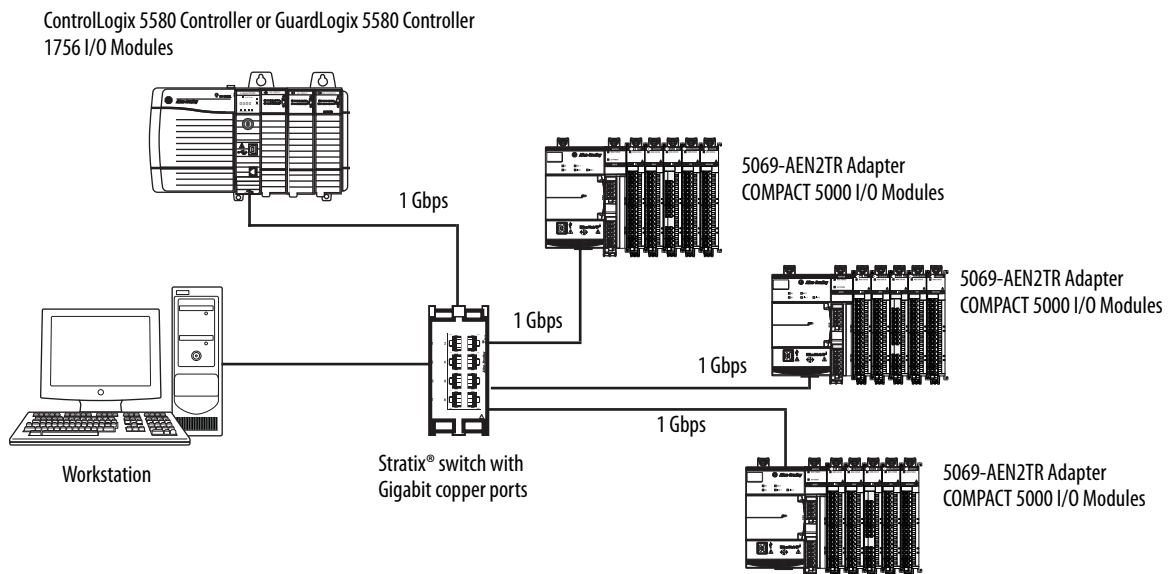 ControlLogix 5580 Controller or GuardLogix 5580 Controller
1756 I/O Modules
1 Gbps
5069-AEN2TR Adapter
COMPACT 5000 I/O Modules
5069-AEN2TR Adapter
COMPACT 5000 I/O Modules
1 Gbps
1 Gbps
1 Gbps
Workstation
Stratix® switch with
Gigabit copper ports
5069-AEN2TR Adapter
COMPACT 5000 I/O Modules